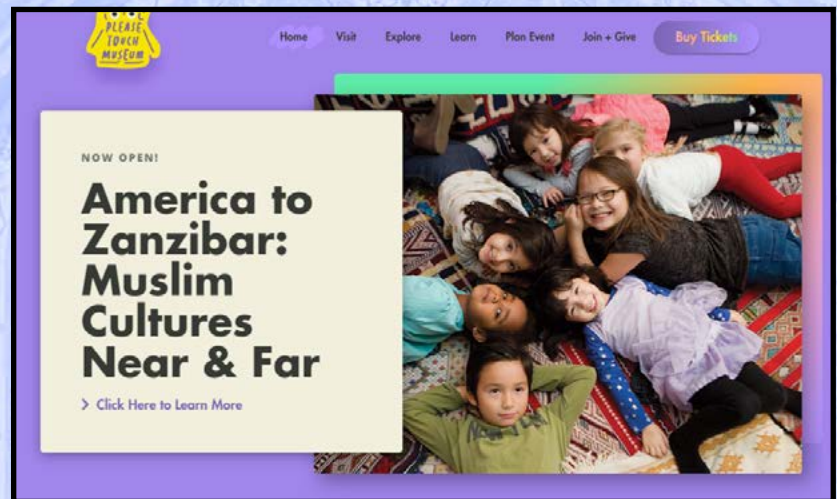 PLEASE
TOUCH
MUSEUM
Home
Visit
Explore
Learn
Plan Event
Join + Give
Buy Tickets
NOW OPEN!
America to
Zanzibar:
Muslim
Cultures
Near & Far
Click Here to Learn More